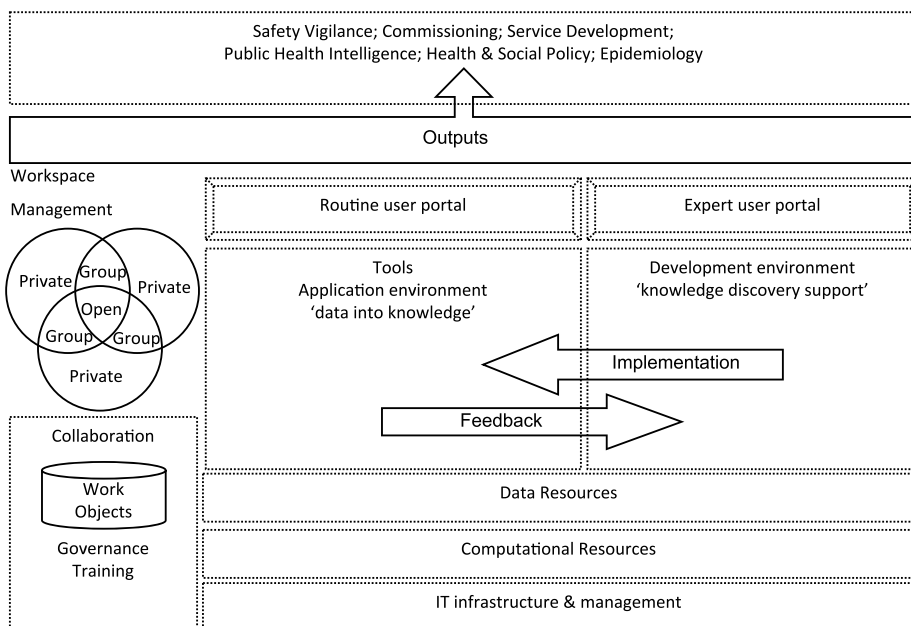 Safety Vigilance; Commissioning; Service Development;
Public Health Intelligence; Health & Social Policy; Epidemiology
Outputs
Workspace
Management
Private
Group
Private
Open
Group
Group
Private
Collaboration
Work
Objects
Governance
Training
Routine user portal
Expert user portal
Tools
Application environment
‘data into knowledge’
Development environment
‘knowledge discovery support’
Implementation
Feedback
Data Resources
Computational Resources
IT infrastructure & management